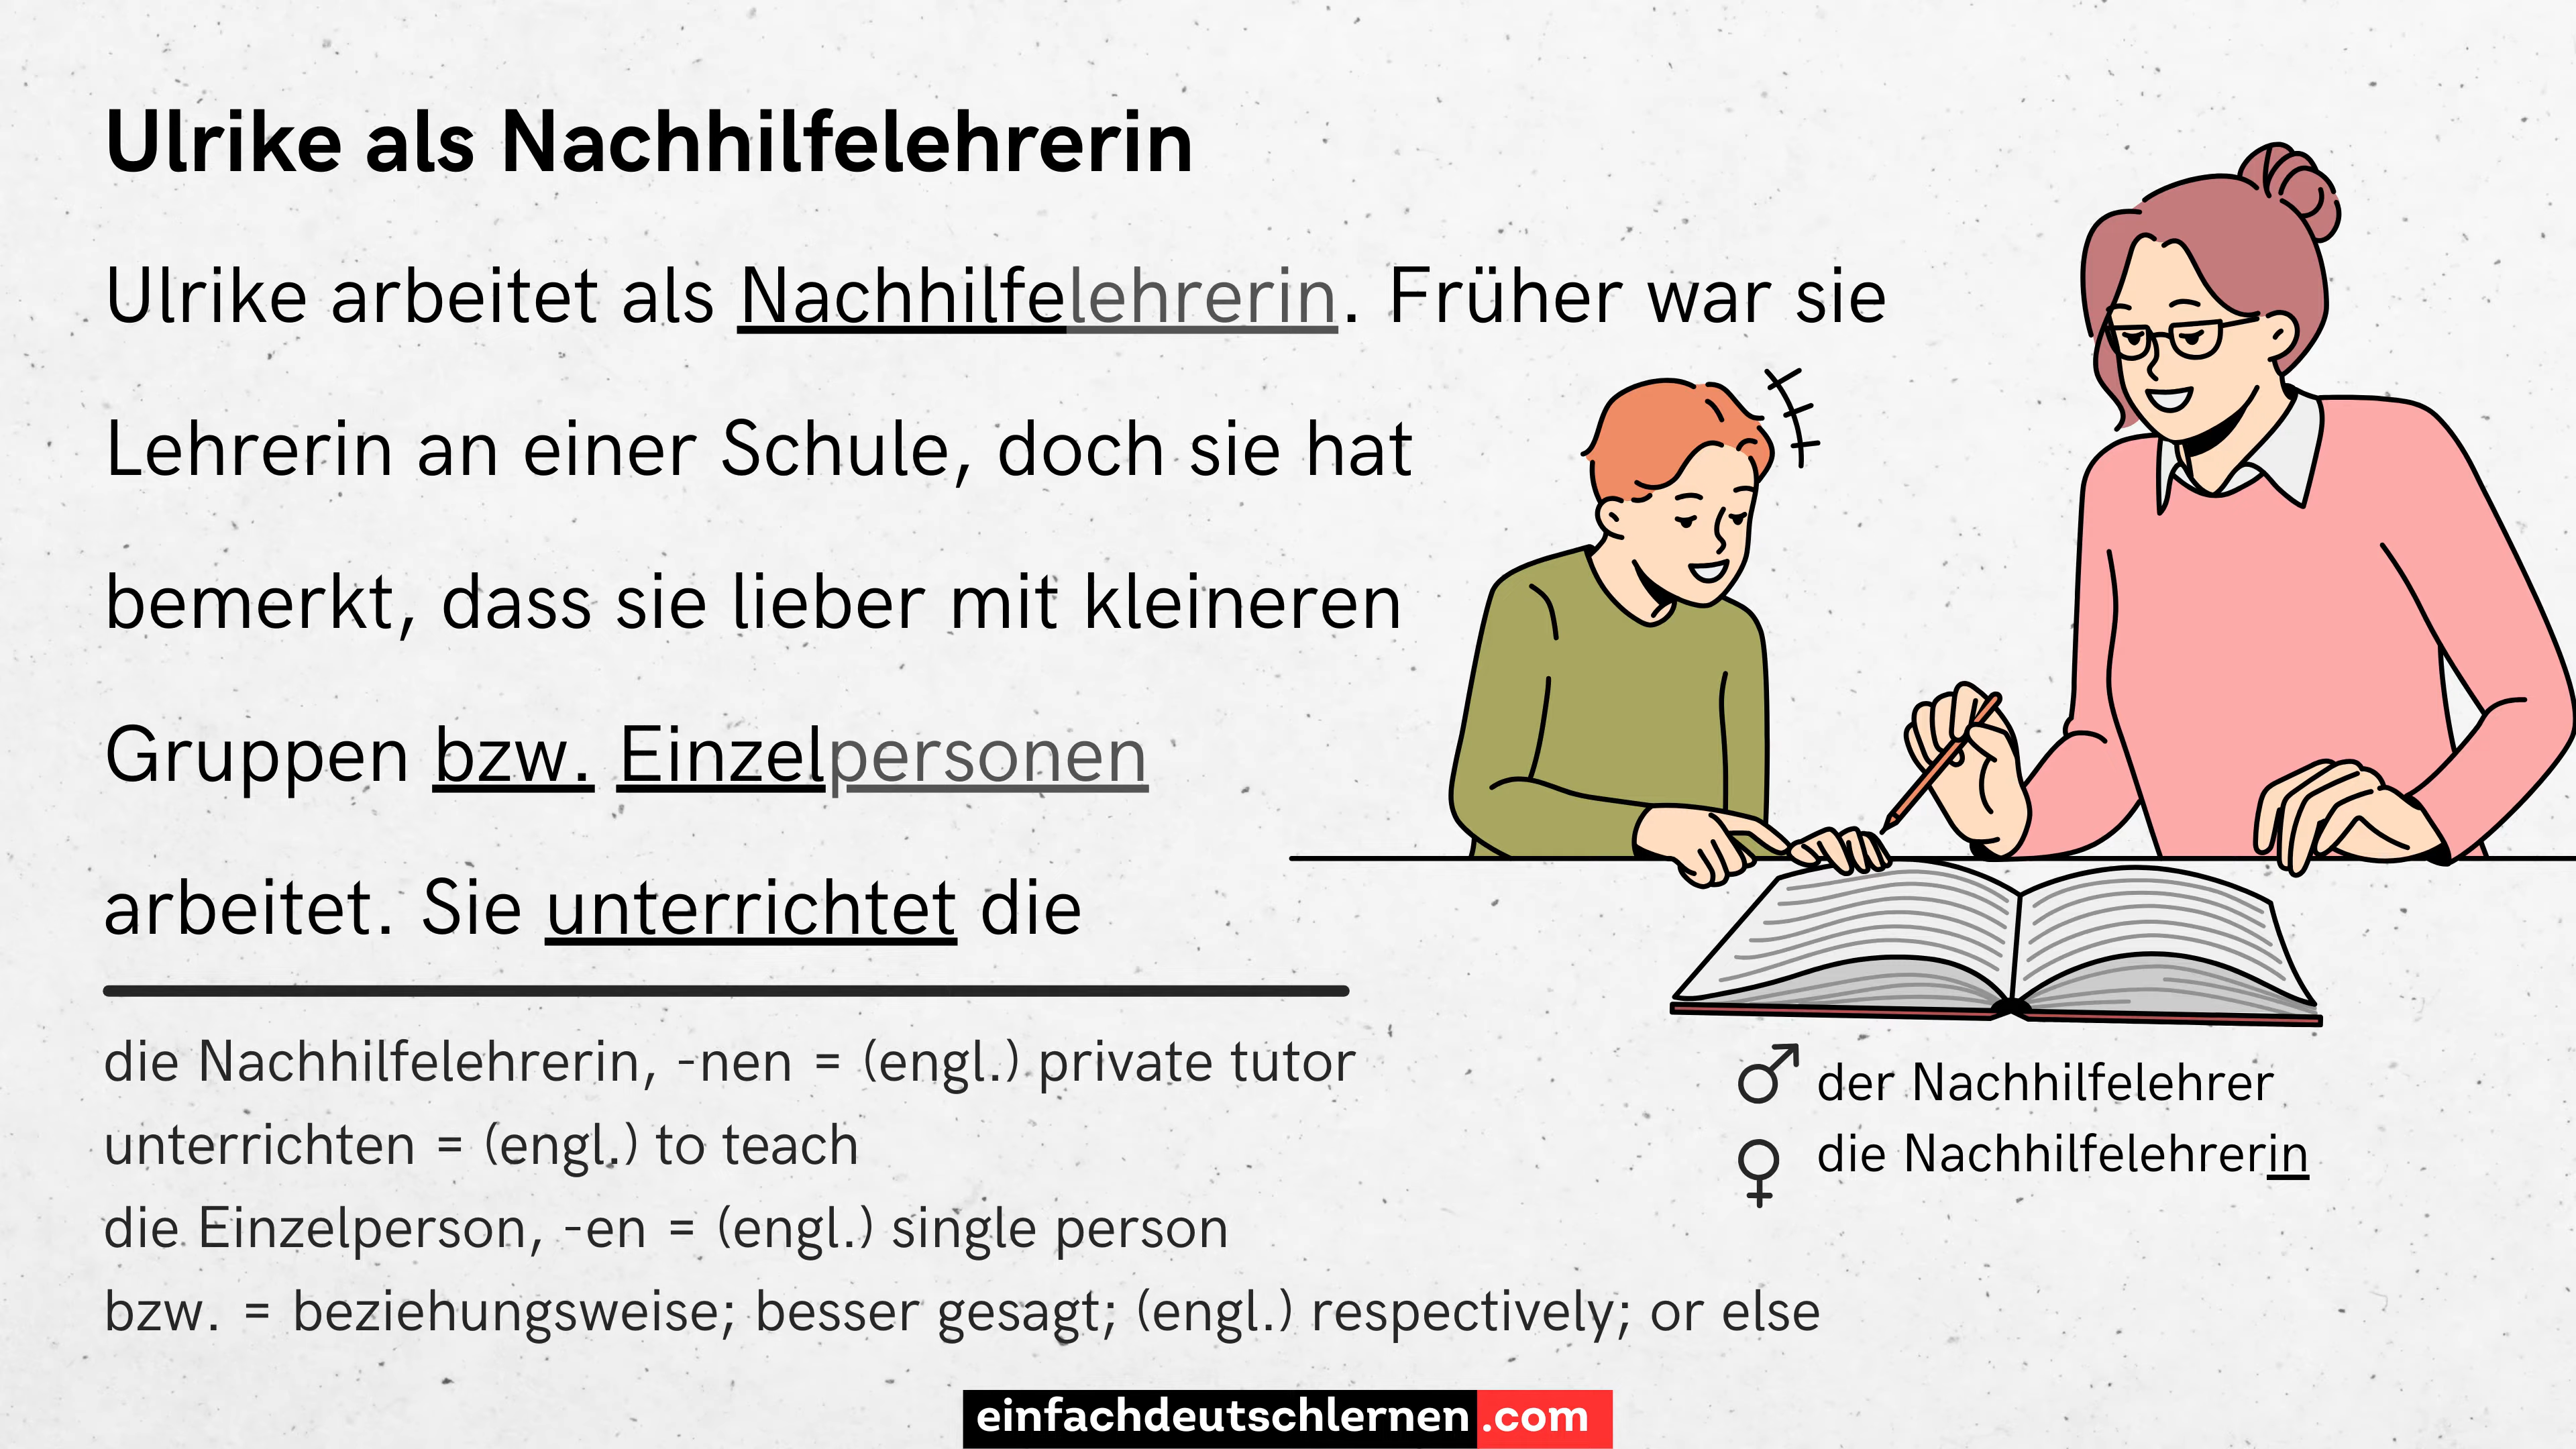 Ulrike als Nachhilfelehrerin
Ulrike arbeitet als Nachhilfelehrerin. Früher war sie
Lehrerin an einer Schule, doch sie hat
bemerkt, dass sie lieber mit kleineren
Gruppen bzw. Einzelpersonen
arbeitet. Sie unterrichtet die
die Nachhilfelehrerin, -nen = (engl.) private tutor
unterrichten = (engl.) to teach
die Einzelperson, -en = (engl.) single person
bzw. = beziehungsweise; besser gesagt; (engl.) respectively; or else
♂ der Nachhilfelehrer
♀ die Nachhilfelehrerin
einfachdeutschlernen.com